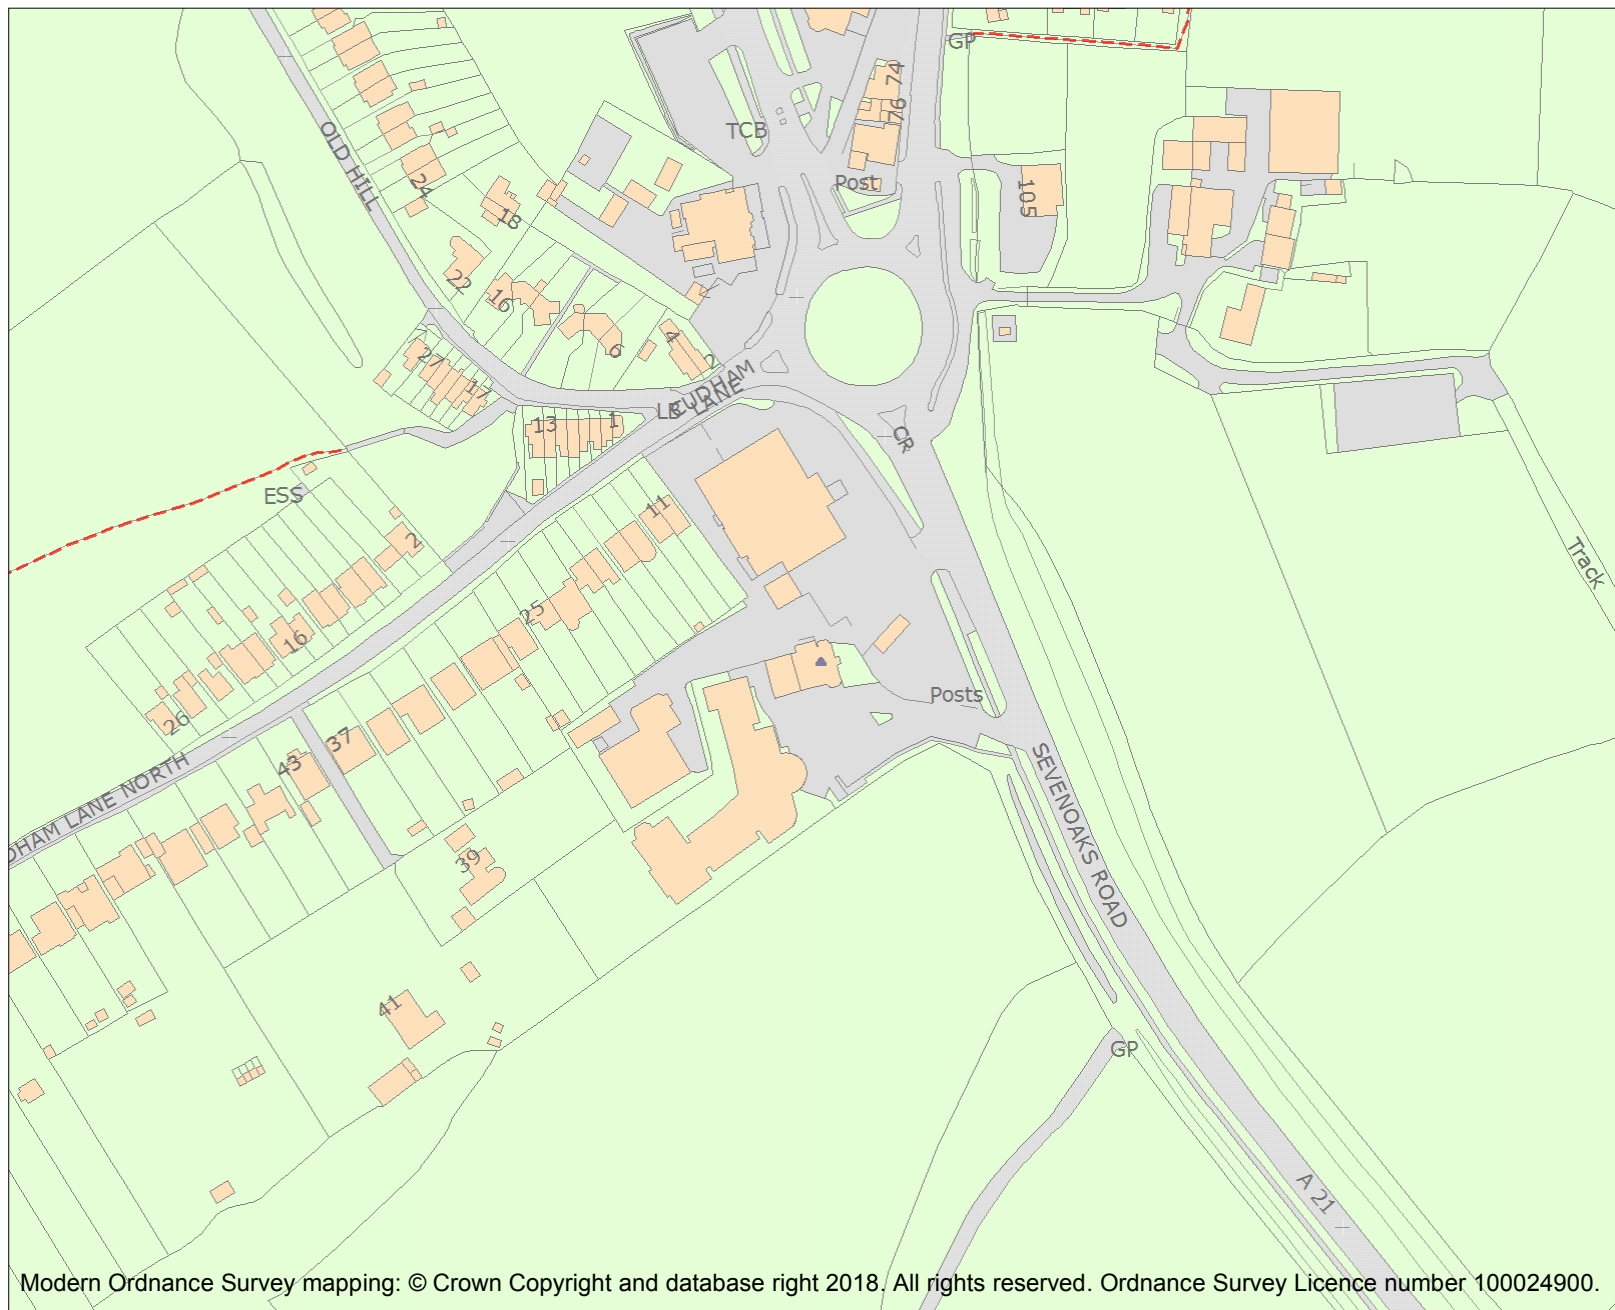 GP
74
76
TCB
OLD HILL
24
Post
105
18
22
16
6
4
2
27
17
CUDHAM
LANE
LB
13
1
CR
ESS
11
2
25
16
Track
26
Posts
37
43
DHAM LANE NORTH
SEVENOAKS ROAD
39
41
GP
A 21
Modern Ordnance Survey mapping: © Crown Copyright and database right 2018. All rights reserved. Ordnance Survey Licence number 100024900.